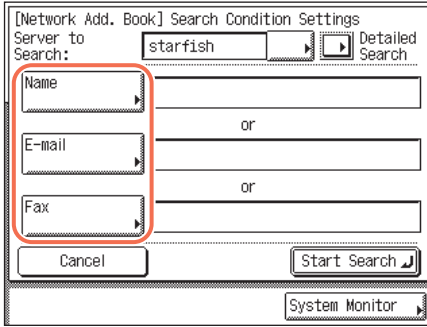 [Network Add. Book] Search Condition Settings
Server to Search: starfish Detailed Search
Name
or
E-mail
or
Fax
Cancel Start Search
System Monitor